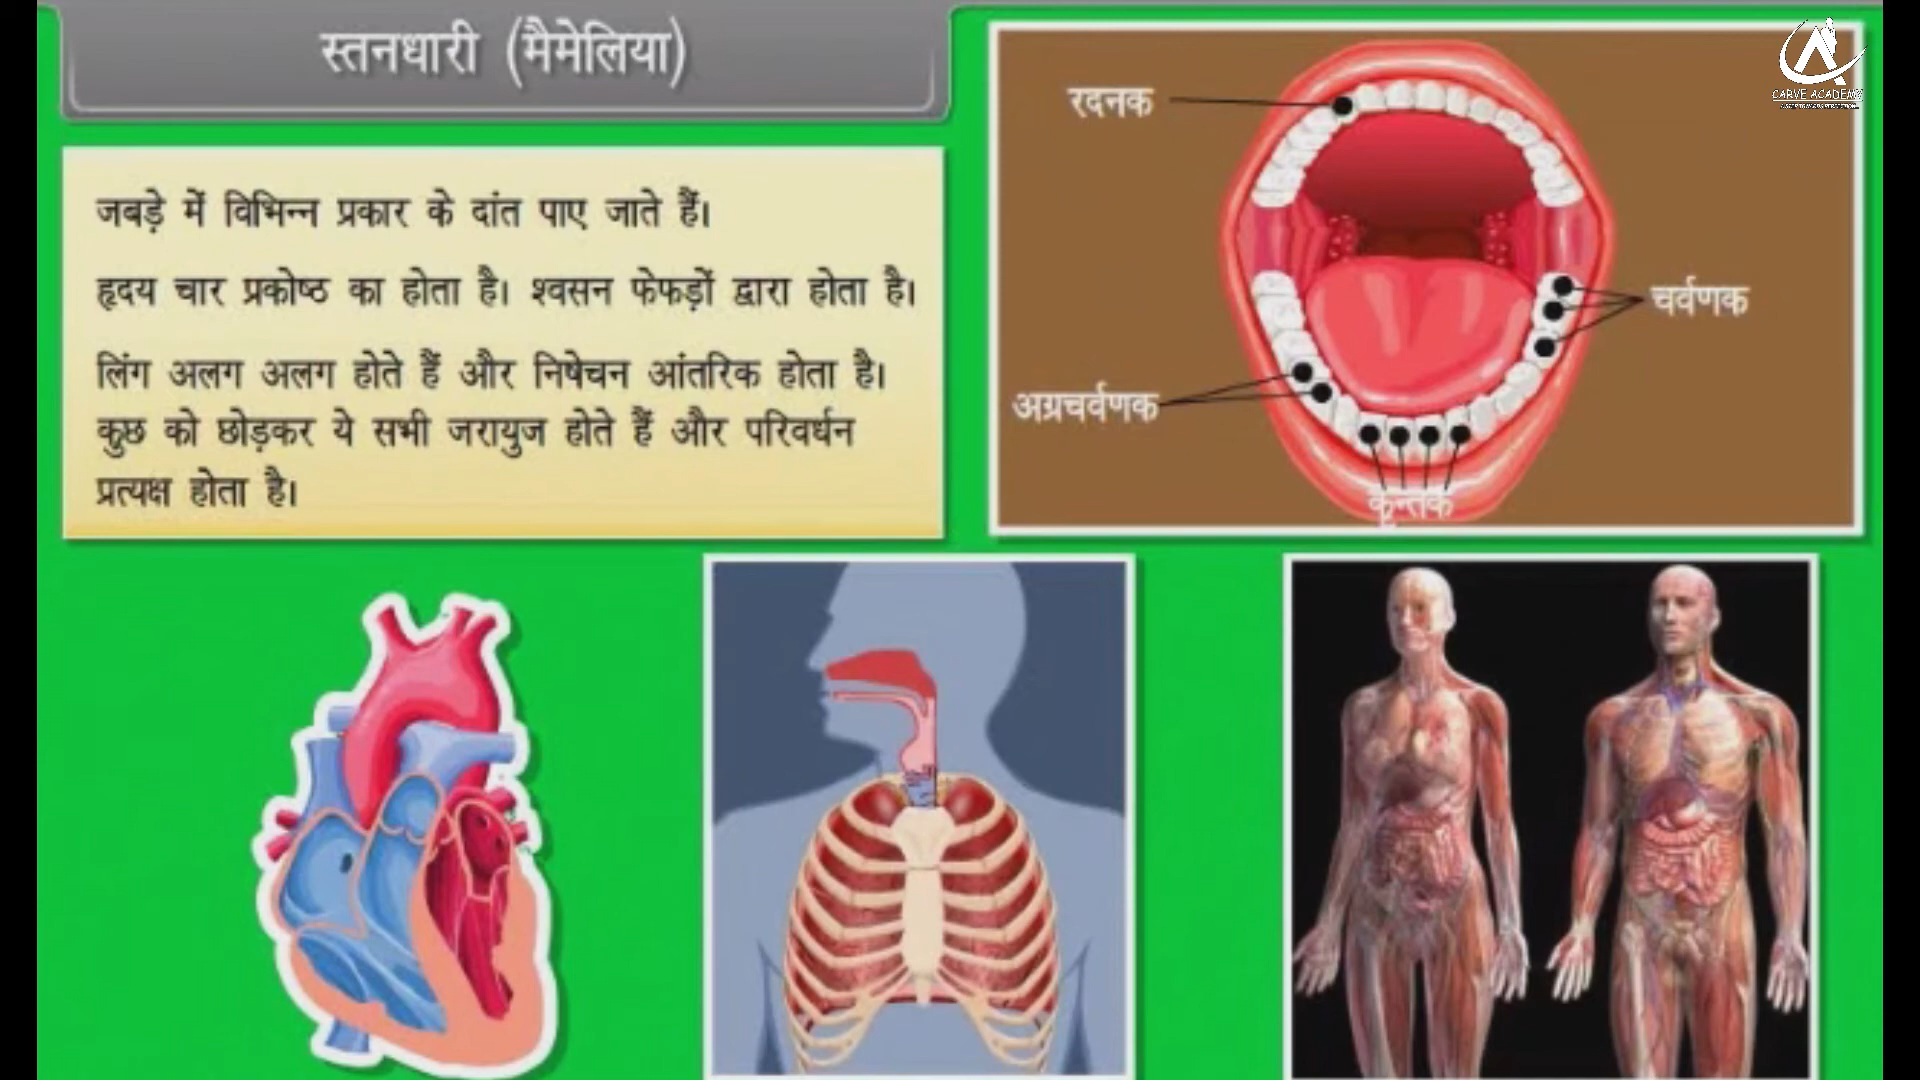 स्तनधारी (मैमेलिया)
जबड़े में विभिन्न प्रकार के दांत पाए जाते हैं।
हृदय चार प्रकोष्ठ का होता है। श्वसन फेफड़ों द्वारा होता है।
लिंग अलग अलग होते हैं और निषेचन आंतरिक होता है।
कुछ को छोड़कर ये सभी जरायुज होते हैं और परिवर्धन
प्रत्यक्ष होता है।
रदनक
चर्वणक
अग्रचर्वणक
कृन्तक
CARVE ACADEMY